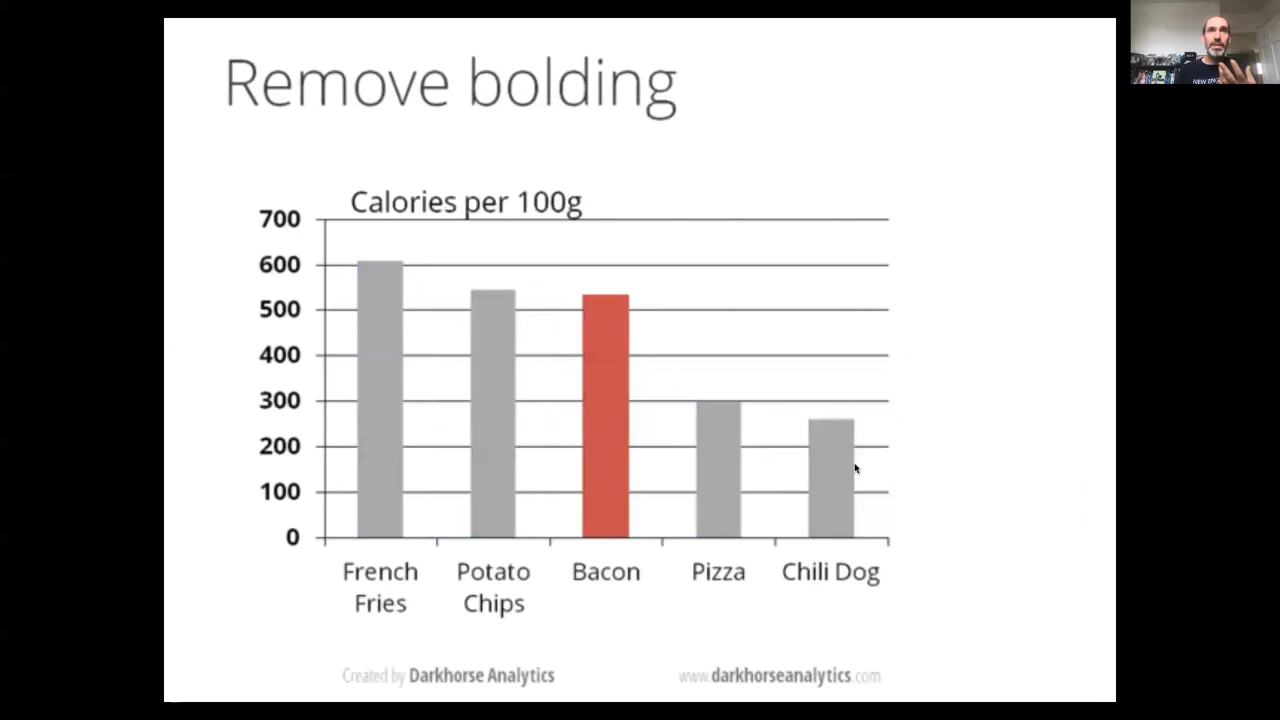 Remove bolding
Calories per 100g
700
600
500
400
300
200
100
0
French Fries
Potato Chips
Bacon
Pizza
Chili Dog
Created by Darkhorse Analytics
www.darkhorseanalytics.com